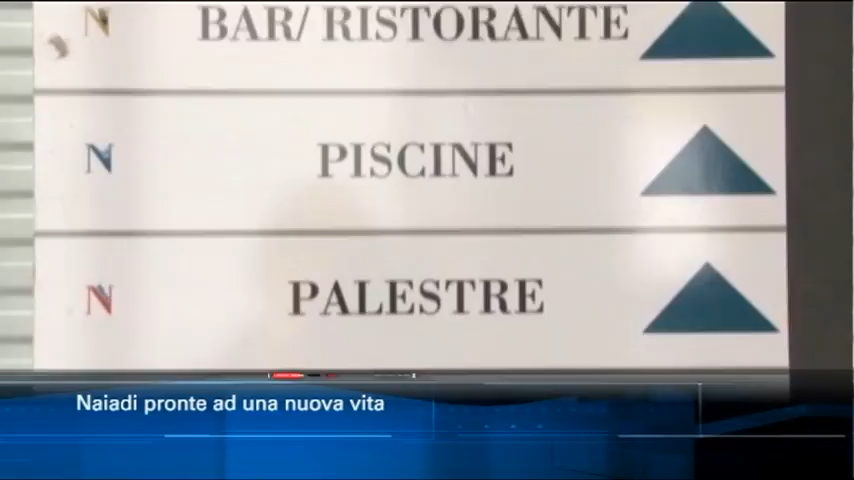 N BAR/ RISTORANTE
N PISCINE
N PALESTRE
Naiadi pronte ad una nuova vita